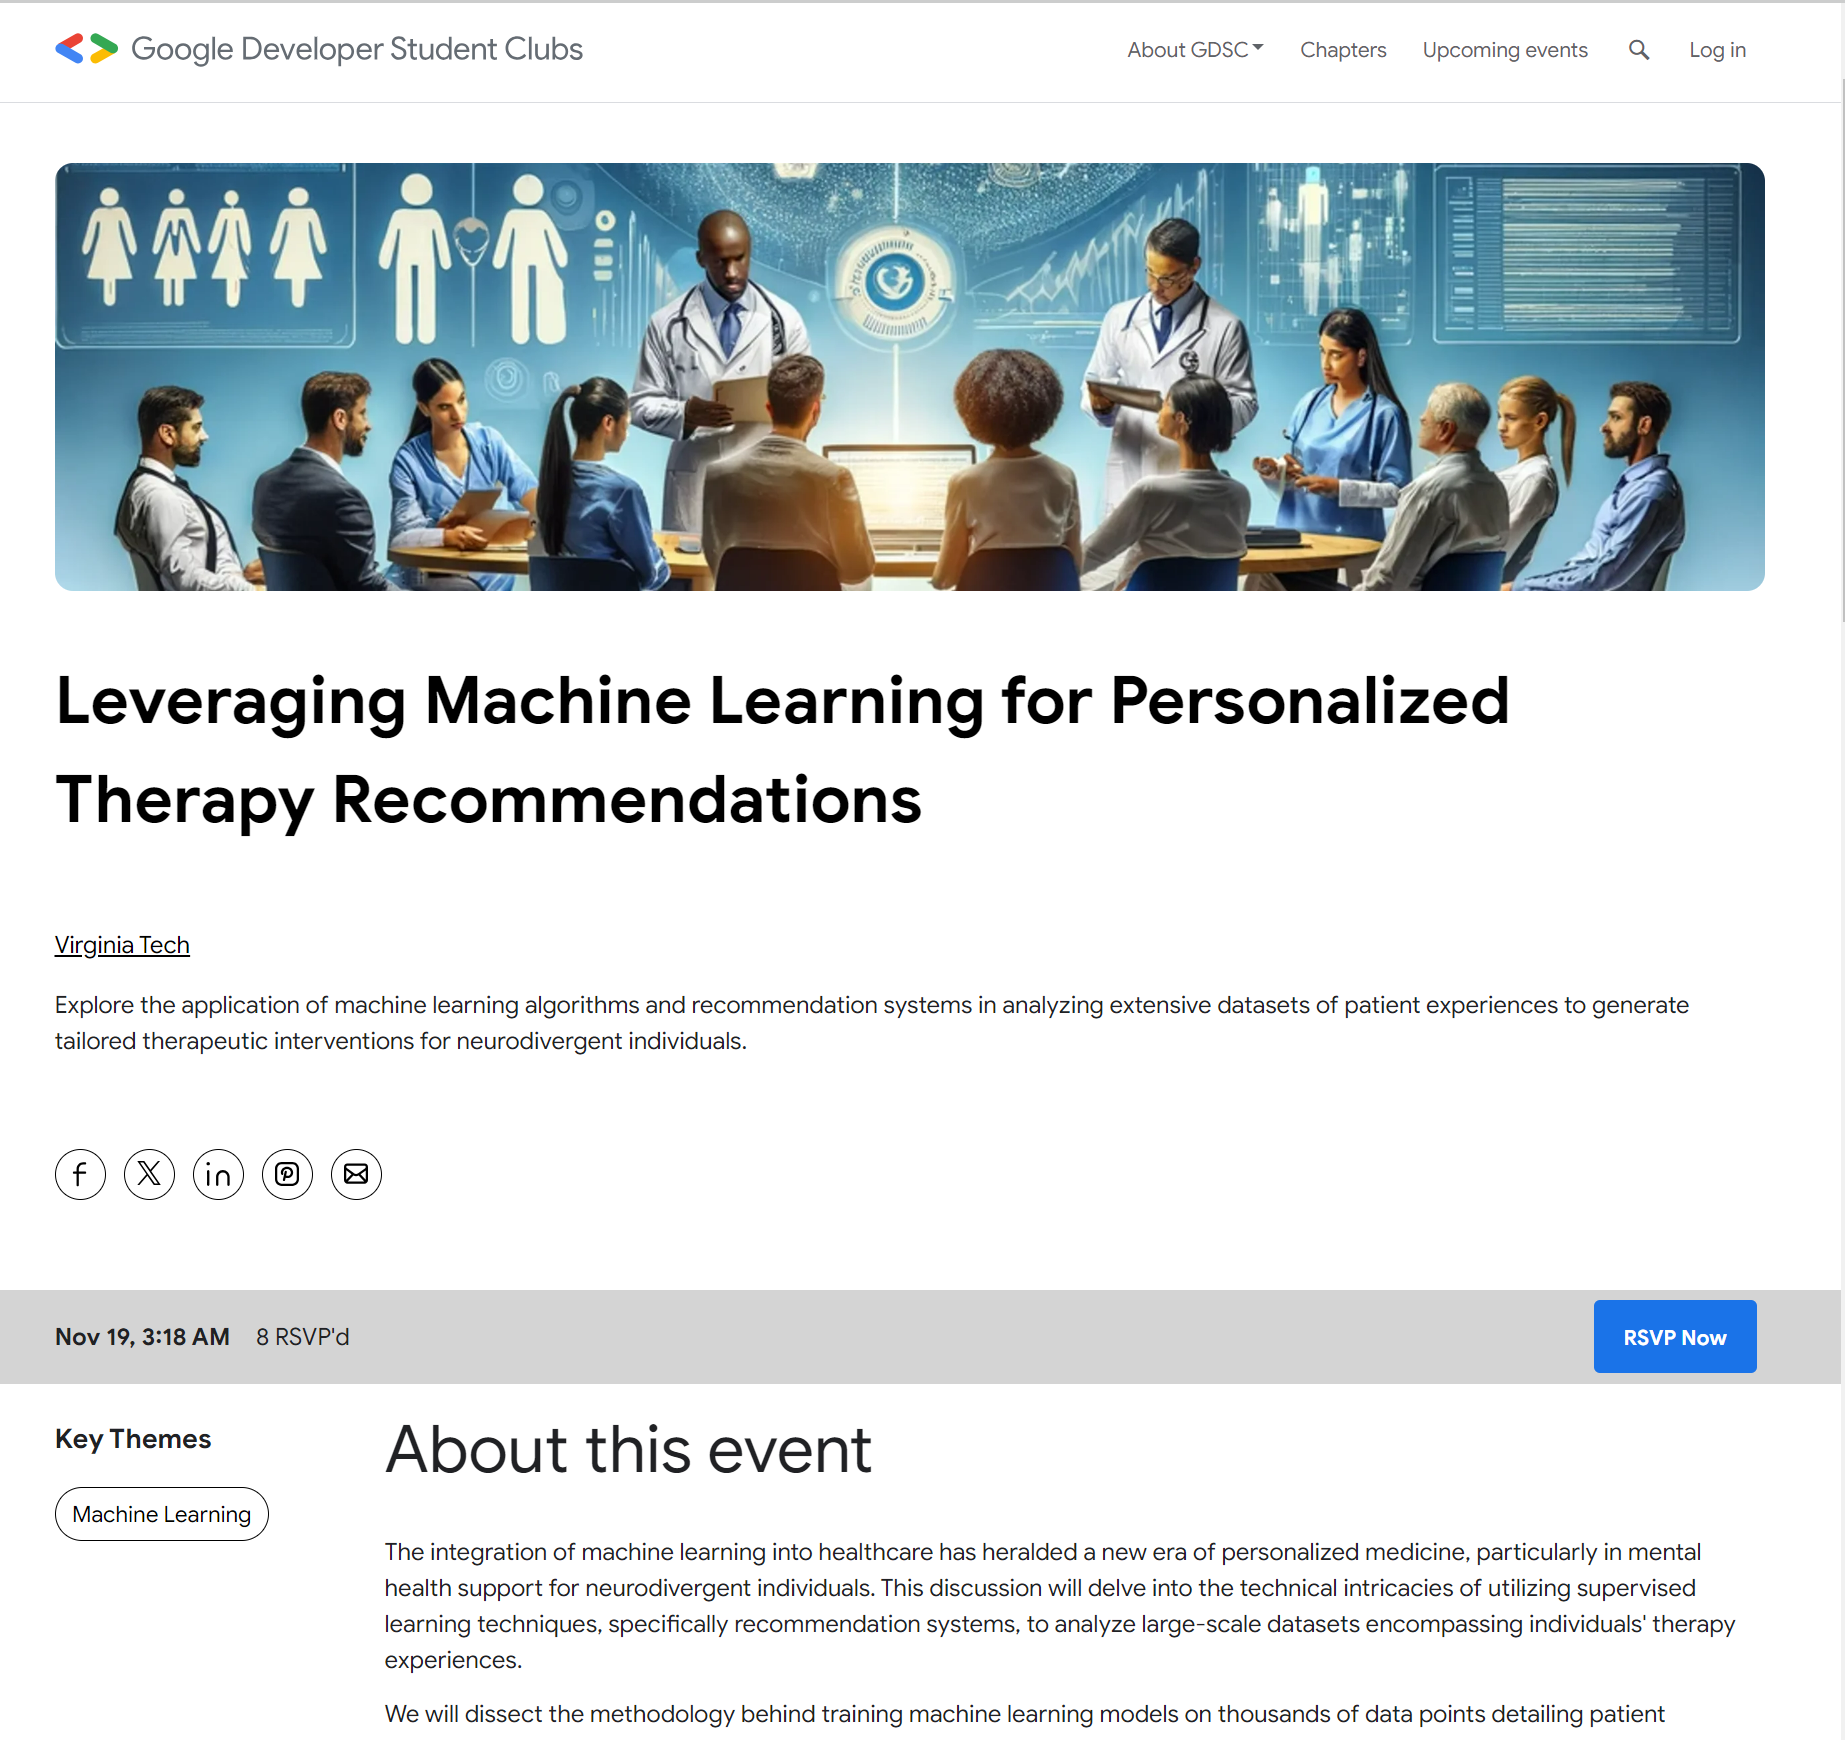 Google Developer Student Clubs
About GDSC
Chapters
Upcoming events
Log in
Leveraging Machine Learning for Personalized
Therapy Recommendations
Virginia Tech
Explore the application of machine learning algorithms and recommendation systems in analyzing extensive datasets of patient experiences to generate
tailored therapeutic interventions for neurodivergent individuals.
Nov 19, 3:18 AM
8 RSVP'd
RSVP Now
Key Themes
Machine Learning
About this event
The integration of machine learning into healthcare has heralded a new era of personalized medicine, particularly in mental
health support for neurodivergent individuals. This discussion will delve into the technical intricacies of utilizing supervised
learning techniques, specifically recommendation systems, to analyze large-scale datasets encompassing individuals' therapy
experiences.
We will dissect the methodology behind training machine learning models on thousands of data points detailing patient